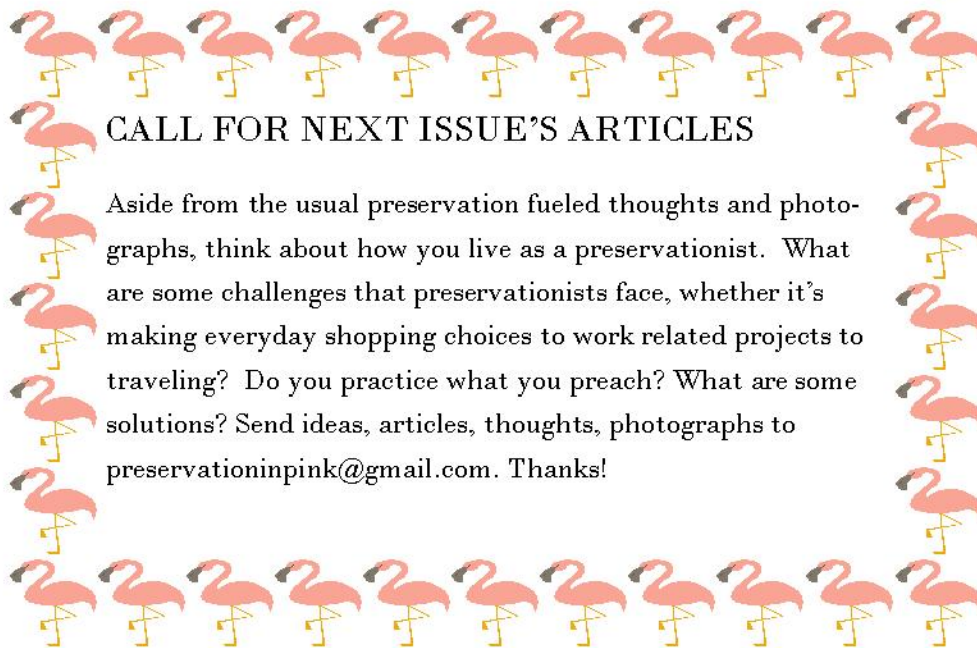 CALL FOR NEXT ISSUE'S ARTICLES
Aside from the usual preservation fueled thoughts and photo-
graphs, think about how you live as a preservationist.  What
are some challenges that preservationists face, whether it's
making everyday shopping choices to work related projects to
traveling?  Do you practice what you preach? What are some
solutions? Send ideas, articles, thoughts, photographs to
preservationinpink@gmail.com. Thanks!